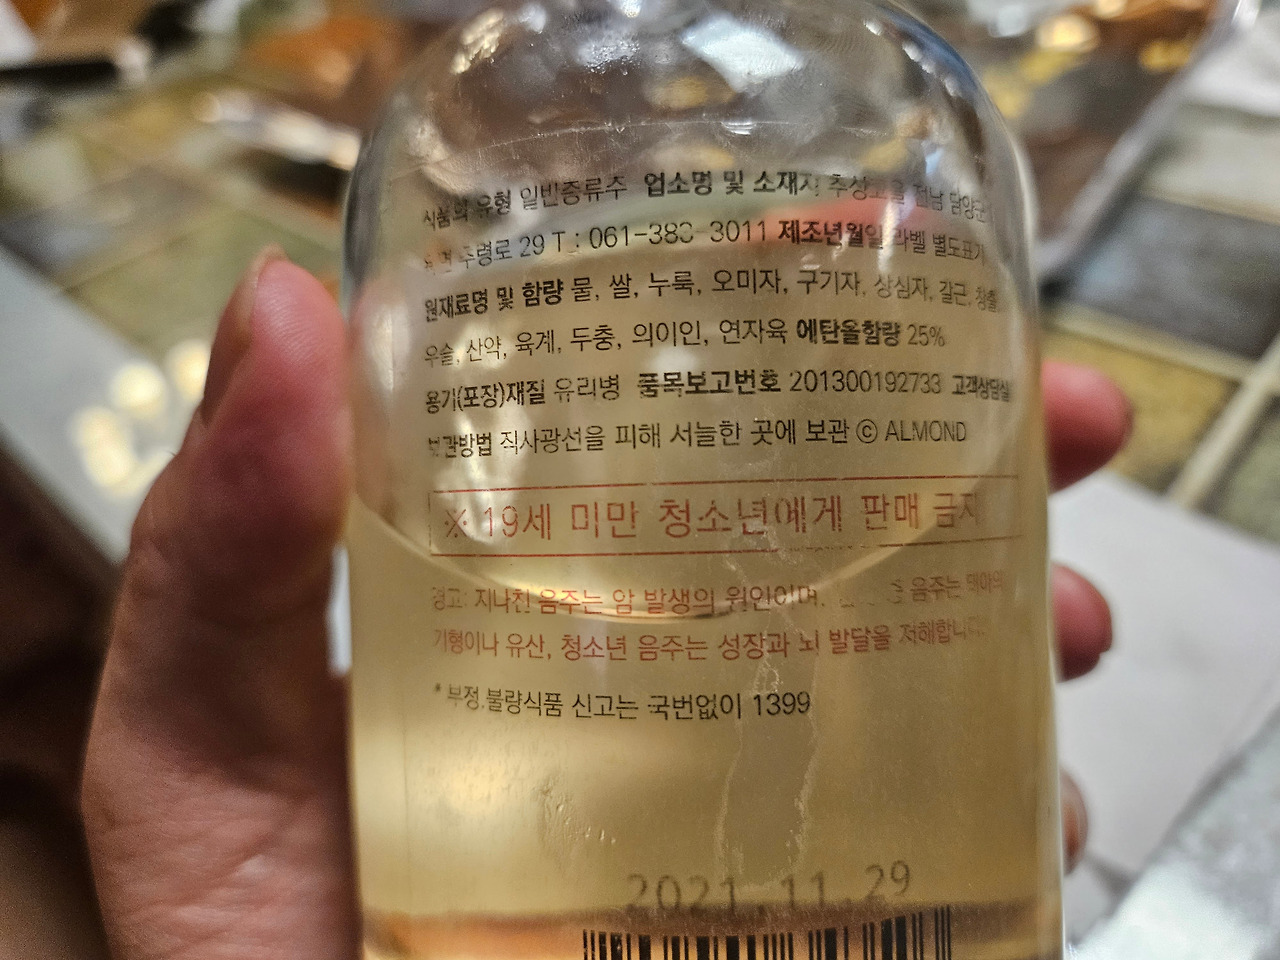 식품의 유형 일반증류주 업소명 및 소재지 추성고을 전남 담양군
추령로 29 T : 061-383-3011 제조년월일 라벨 별도표기
원재료명 및 함량 물, 쌀, 누룩, 오미자, 구기자, 상심자, 갈근, 창출,
우슬, 산약, 육계, 두충, 의이인, 연자육 에탄올함량 25%
용기(포장)재질 유리병 품목보고번호 201300192733 고객상담실
보관방법 직사광선을 피해 서늘한 곳에 보관 ⓒ ALMOND
※ 19세 미만 청소년에게 판매 금지
경고: 지나친 음주는 암 발생의 원인이며, 음주는 태아의
기형이나 유산, 청소년 음주는 성장과 뇌 발달을 저해합니다.
* 부정.불량식품 신고는 국번없이 1399
2021.11.29